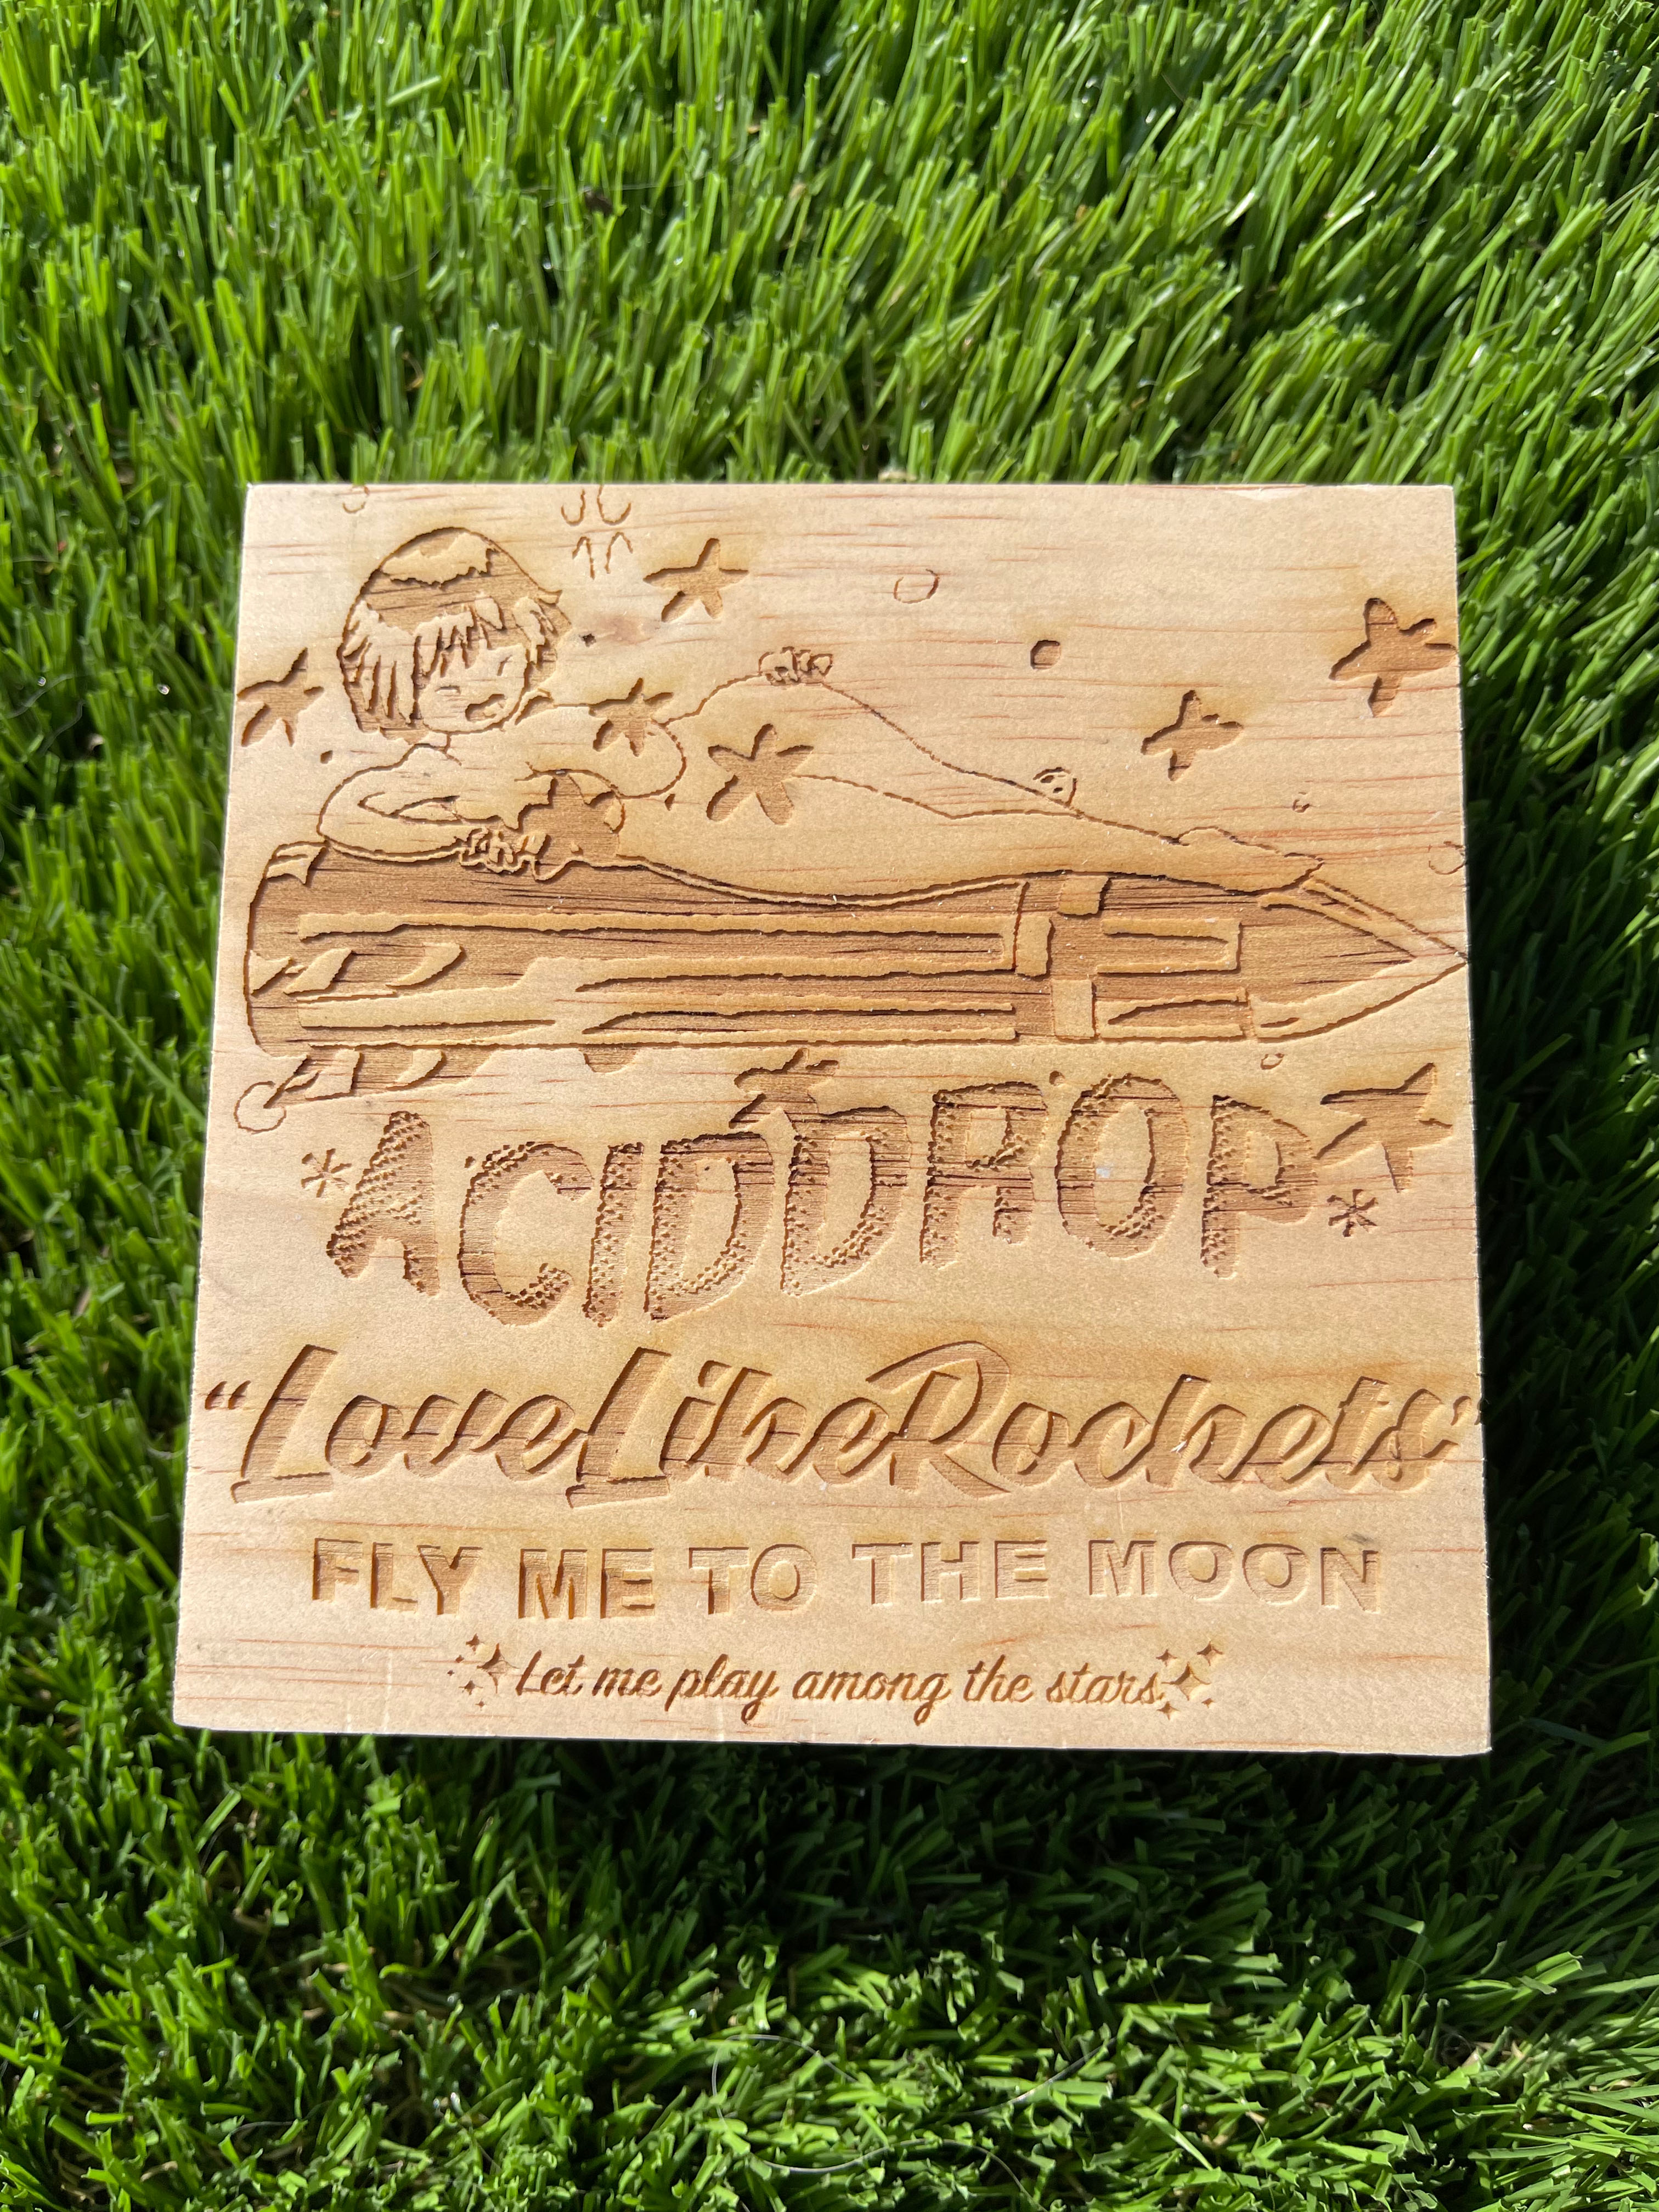 *ACIDDROP*
"LoveLikeRockets"
FLY ME TO THE MOON
Let me play among the stars